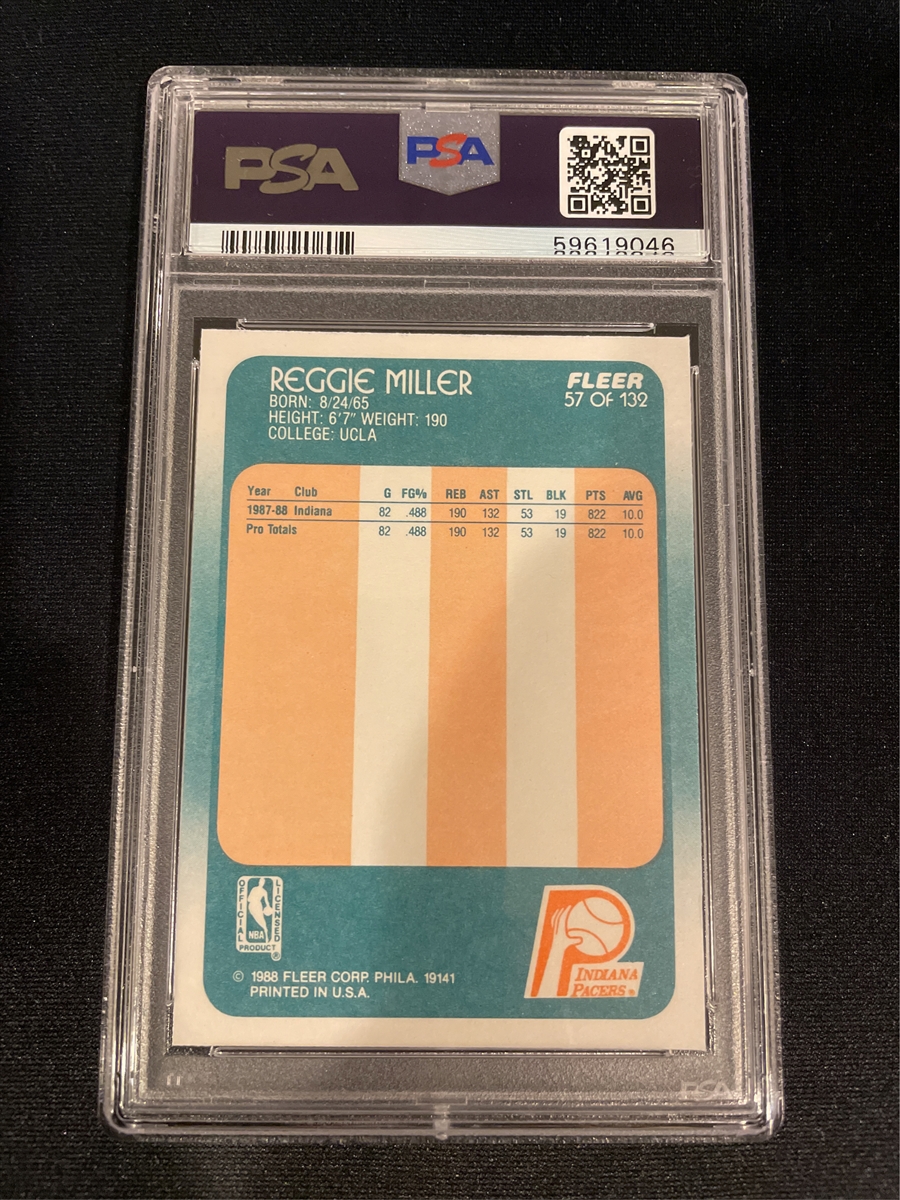 PSA
PSA
59619046
REGGIE MILLER
BORN: 8/24/65
HEIGHT: 6'7" WEIGHT: 190
COLLEGE: UCLA
FLEER
57 OF 132
Year Club G FG% REB AST STL BLK PTS AVG
1987-88 Indiana 82 .488 190 132 53 19 822 10.0
Pro Totals 82 .488 190 132 53 19 822 10.0
OFFICIAL LICENSED
NBA
PRODUCT ®
INDIANA
PACERS ®
© 1988 FLEER CORP. PHILA. 19141
PRINTED IN U.S.A.
PSA